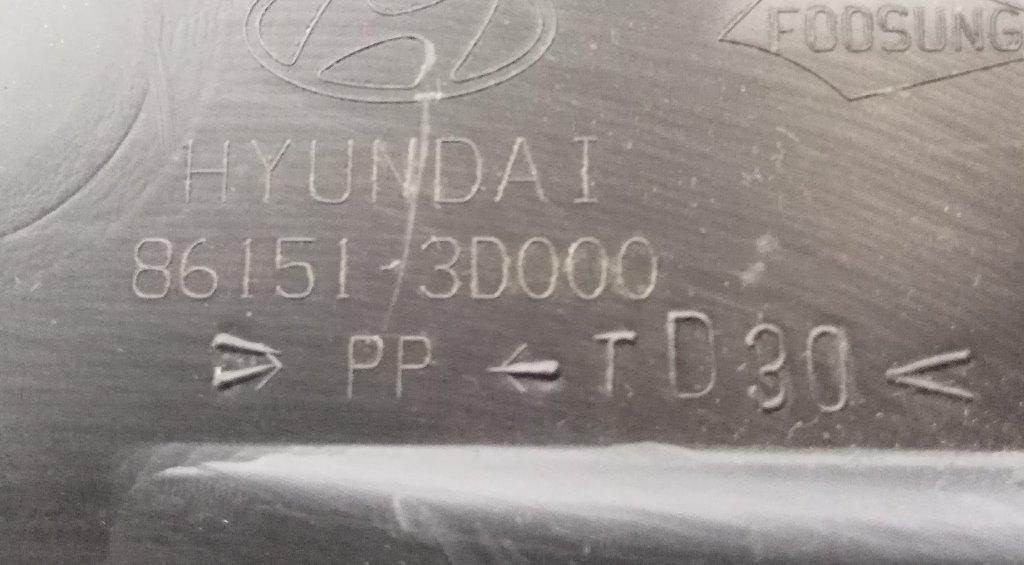 FOOSUNG
HYUNDAI
86151-3D000
>PP< TD30<